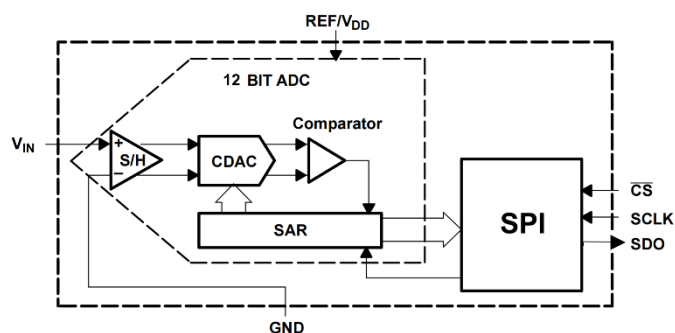 REF/VDD
12 BIT ADC
Comparator
VIN
+
S/H
−
CDAC
SAR
SPI
CS
SCLK
SDO
GND